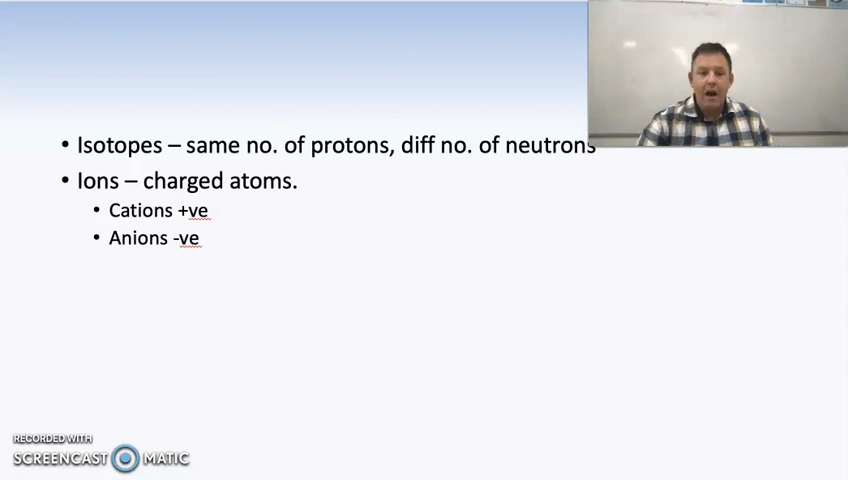 • Isotopes – same no. of protons, diff no. of neutrons
• Ions – charged atoms.
• Cations +ve
• Anions -ve
RECORDED WITH
SCREENCAST MATIC